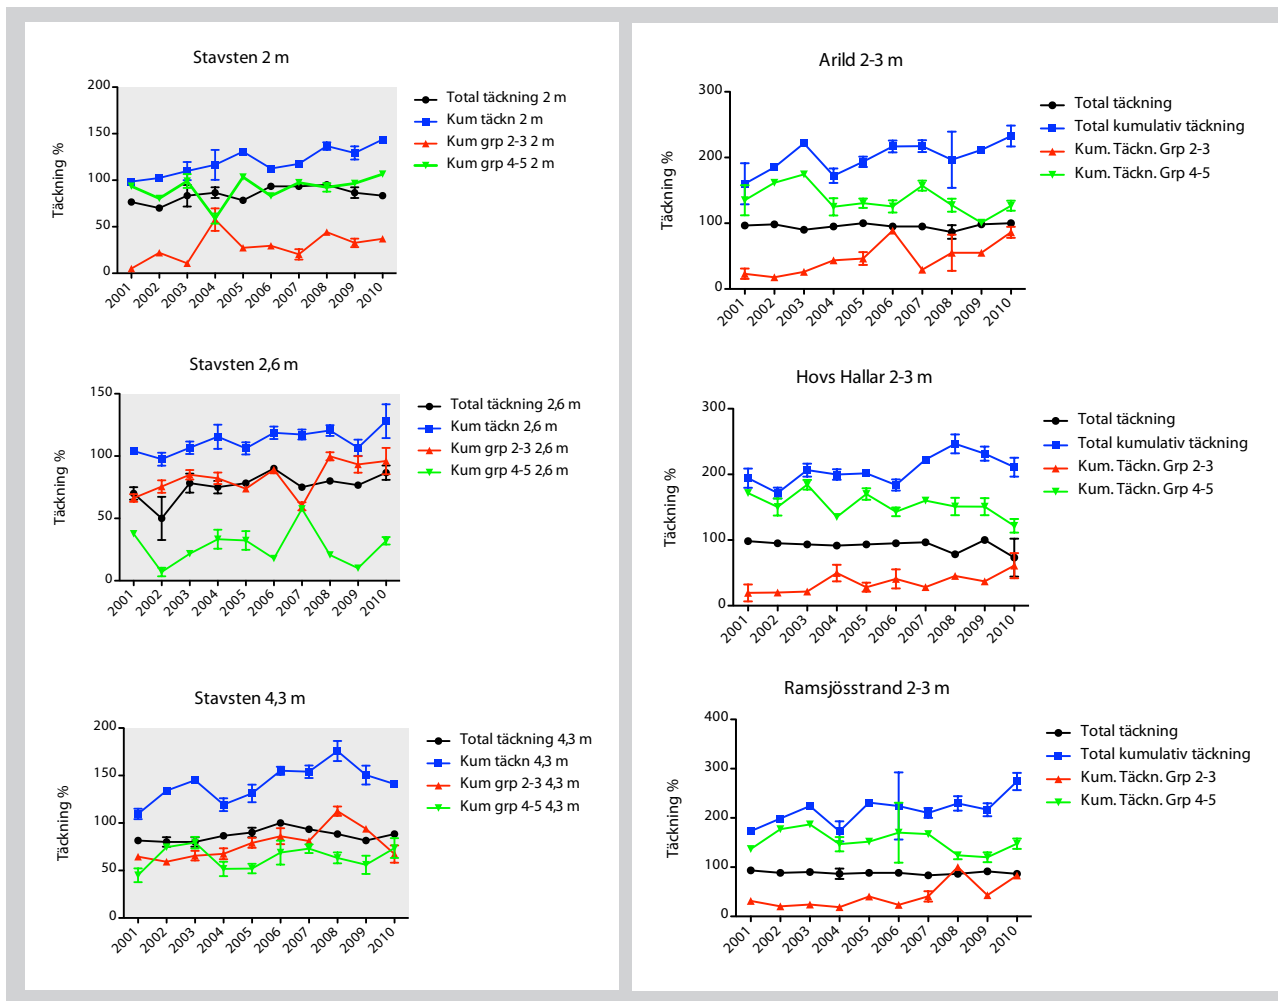 Stavsten 2 m
Täckning %
200
150
100
50
0
2001
2002
2003
2004
2005
2006
2007
2008
2009
2010
Total täckning 2 m
Kum täckn 2 m
Kum grp 2-3 2 m
Kum grp 4-5 2 m
Stavsten 2,6 m
Täckning %
150
100
50
0
2001
2002
2003
2004
2005
2006
2007
2008
2009
2010
Total täckning 2,6 m
Kum täckn 2,6 m
Kum grp 2-3 2,6 m
Kum grp 4-5 2,6 m
Stavsten 4,3 m
Täckning %
200
150
100
50
0
2001
2002
2003
2004
2005
2006
2007
2008
2009
2010
Total täckning 4,3 m
Kum täckn 4,3 m
Kum grp 2-3 4,3 m
Kum grp 4-5 4,3 m
Arild 2-3 m
Täckning %
300
200
100
0
2001
2002
2003
2004
2005
2006
2007
2008
2009
2010
Total täckning
Total kumulativ täckning
Kum. Täckn. Grp 2-3
Kum. Täckn. Grp 4-5
Hovs Hallar 2-3 m
Täckning %
300
200
100
0
2001
2002
2003
2004
2005
2006
2007
2008
2009
2010
Total täckning
Total kumulativ täckning
Kum. Täckn. Grp 2-3
Kum. Täckn. Grp 4-5
Ramsjösstrand 2-3 m
Täckning %
400
300
200
100
0
2001
2002
2003
2004
2005
2006
2007
2008
2009
2010
Total täckning
Total kumulativ täckning
Kum. Täckn. Grp 2-3
Kum. Täckn. Grp 4-5